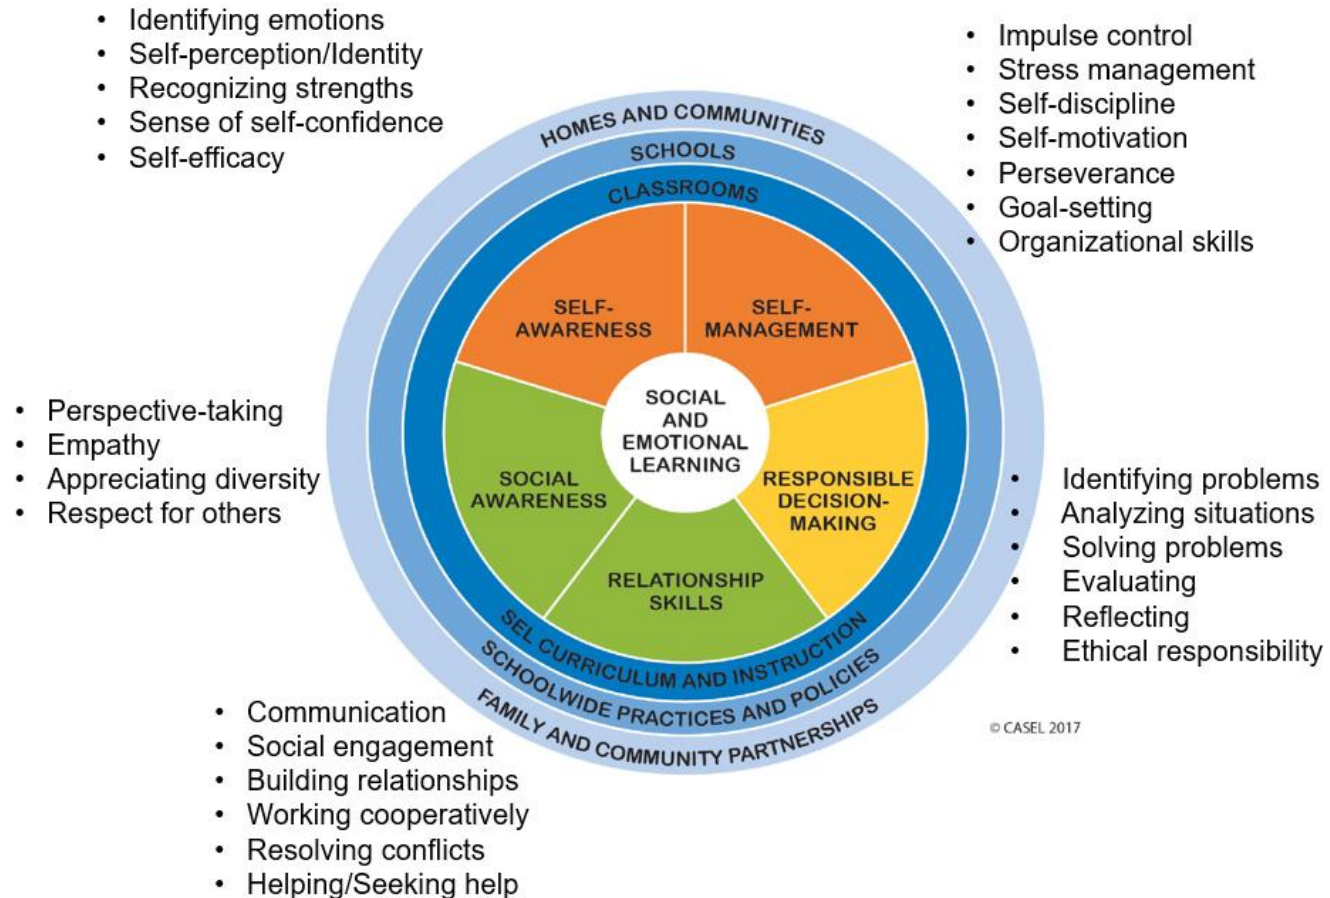 • Identifying emotions
• Self-perception/Identity
• Recognizing strengths
• Sense of self-confidence
• Self-efficacy
• Impulse control
• Stress management
• Self-discipline
• Self-motivation
• Perseverance
• Goal-setting
• Organizational skills
HOMES AND COMMUNITIES
SCHOOLS
CLASSROOMS
SELF-
AWARENESS
SELF-
MANAGEMENT
SOCIAL
AND
EMOTIONAL
LEARNING
SOCIAL
AWARENESS
RESPONSIBLE
DECISION-
MAKING
RELATIONSHIP
SKILLS
SEL CURRICULUM AND INSTRUCTION
SCHOOLWIDE PRACTICES AND POLICIES
FAMILY AND COMMUNITY PARTNERSHIPS
• Perspective-taking
• Empathy
• Appreciating diversity
• Respect for others
• Identifying problems
• Analyzing situations
• Solving problems
• Evaluating
• Reflecting
• Ethical responsibility
© CASEL 2017
• Communication
• Social engagement
• Building relationships
• Working cooperatively
• Resolving conflicts
• Helping/Seeking help